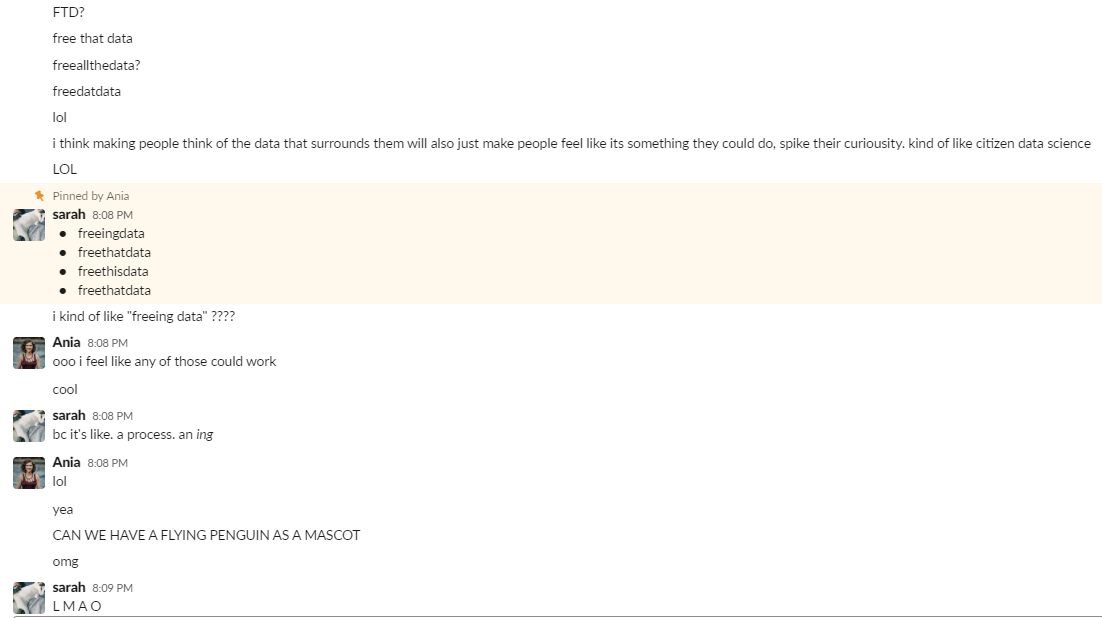 FTD?
free that data
freeallthedata?
freedatdata
lol
i think making people think of the data that surrounds them will also just make people feel like its something they could do, spike their curiousity. kind of like citizen data science
LOL
Pinned by Ania
sarah 8:08 PM
• freeingdata
• freethatdata
• freethisdata
• freethatdata
i kind of like "freeing data" ????
Ania 8:08 PM
ooo i feel like any of those could work
cool
sarah 8:08 PM
bc it's like. a process. an ing
Ania 8:08 PM
lol
yea
CAN WE HAVE A FLYING PENGUIN AS A MASCOT
omg
sarah 8:09 PM
L M A O